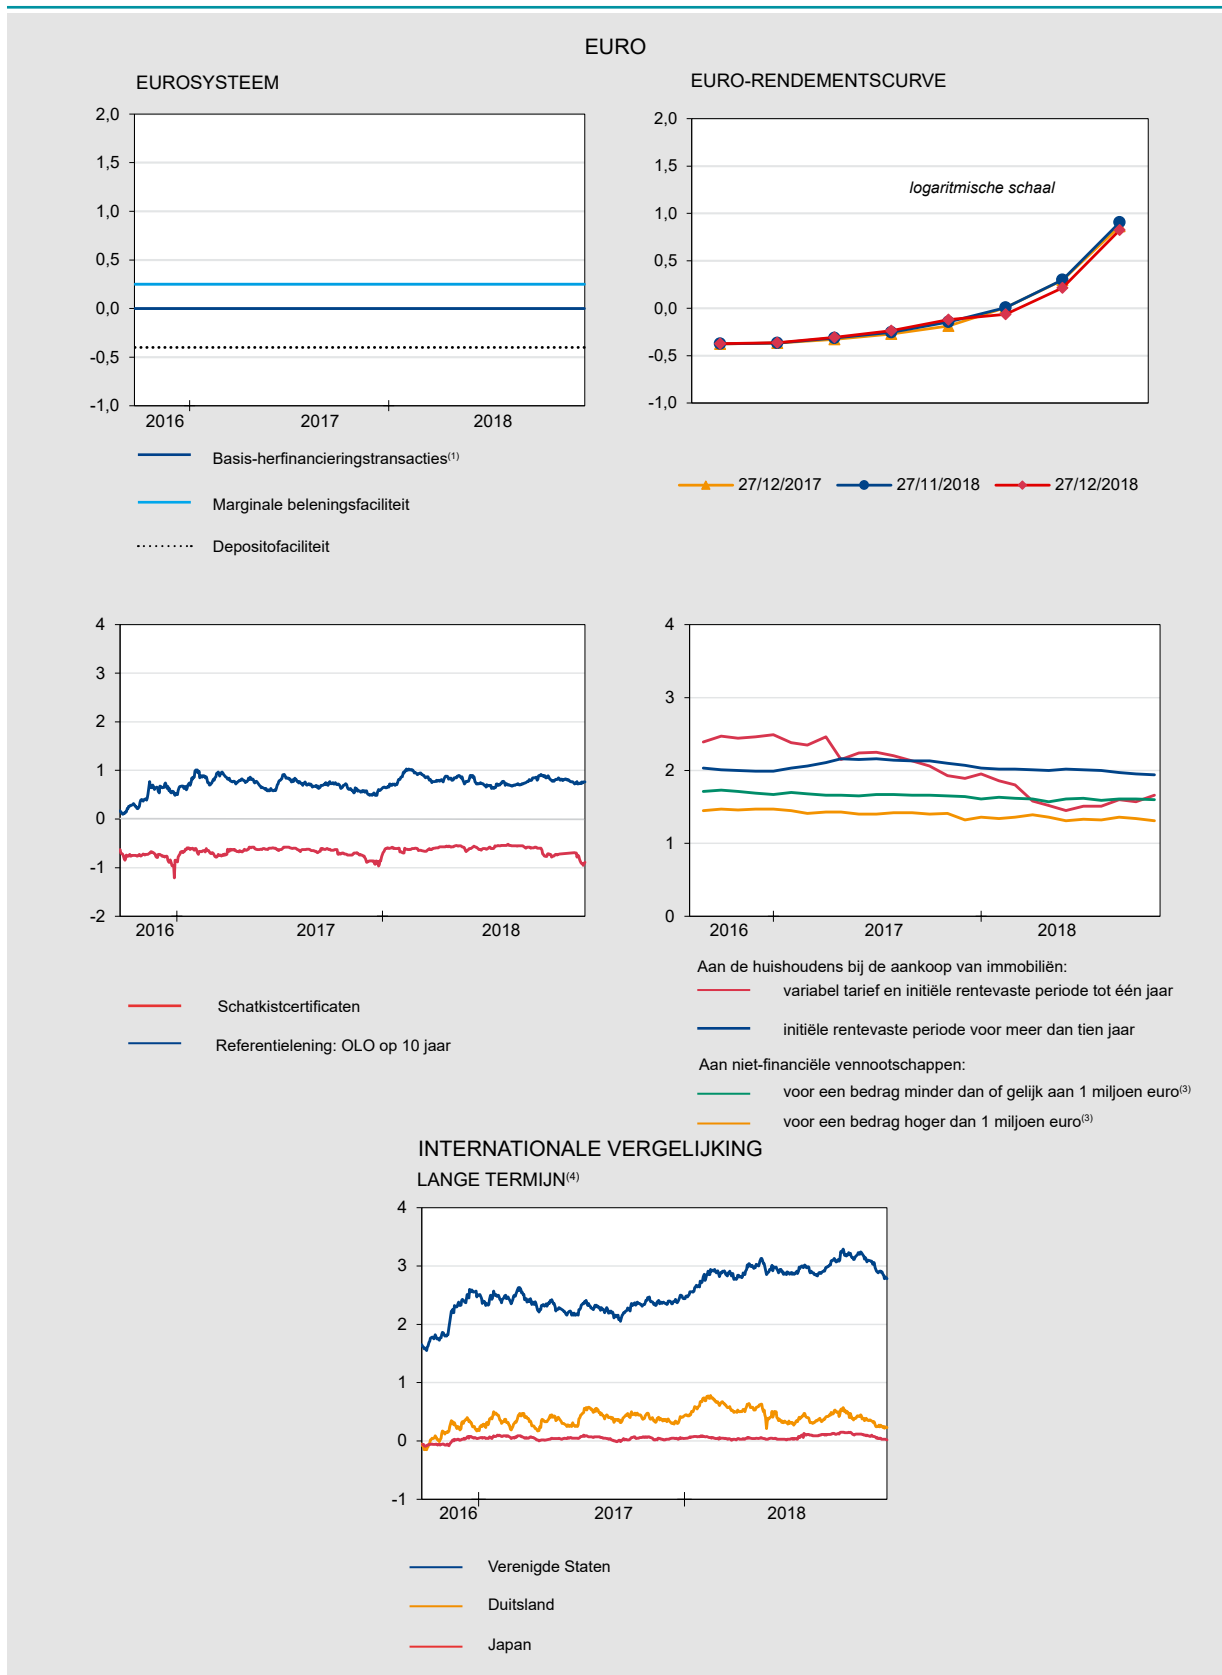 EURO
EUROSYSTEEM
2,0
1,5
1,0
0,5
0,0
-0,5
-1,0
2016 2017 2018
Basis-herfinancieringstransacties(1)
Marginale beleningsfaciliteit
Depositofaciliteit
EURO-RENDEMENTSCURVE
2,0
1,5
1,0
0,5
0,0
-0,5
-1,0
logaritmische schaal
27/12/2017 27/11/2018 27/12/2018
4
3
2
1
0
-1
-2
2016 2017 2018
Schatkistcertificaten
Referentielening: OLO op 10 jaar
4
3
2
1
0
2016 2017 2018
Aan de huishoudens bij de aankoop van immobiliën:
variabel tarief en initiële rentevaste periode tot één jaar
initiële rentevaste periode voor meer dan tien jaar
Aan niet-financiële vennootschappen:
voor een bedrag minder dan of gelijk aan 1 miljoen euro(3)
voor een bedrag hoger dan 1 miljoen euro(3)
INTERNATIONALE VERGELIJKING
LANGE TERMIJN(4)
4
3
2
1
0
-1
2016 2017 2018
Verenigde Staten
Duitsland
Japan